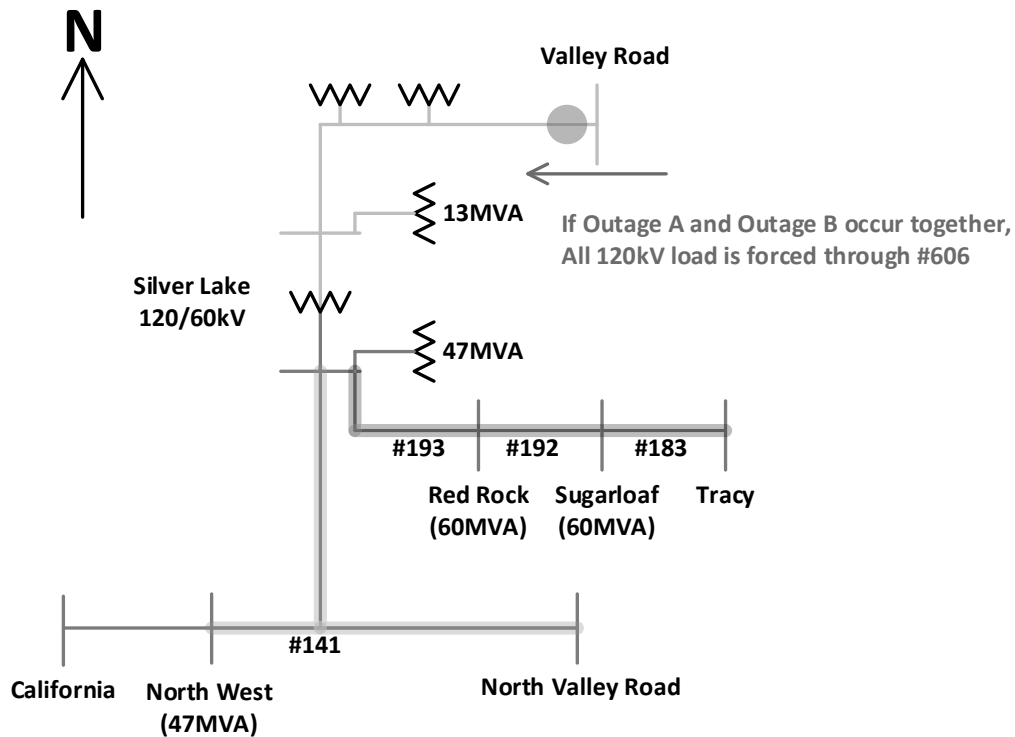 N
Valley Road
13MVA
If Outage A and Outage B occur together,
All 120kV load is forced through #606
Silver Lake
120/60kV
47MVA
#193
#192
#183
Red Rock
(60MVA)
Sugarloaf
(60MVA)
Tracy
#141
California
North West
(47MVA)
North Valley Road